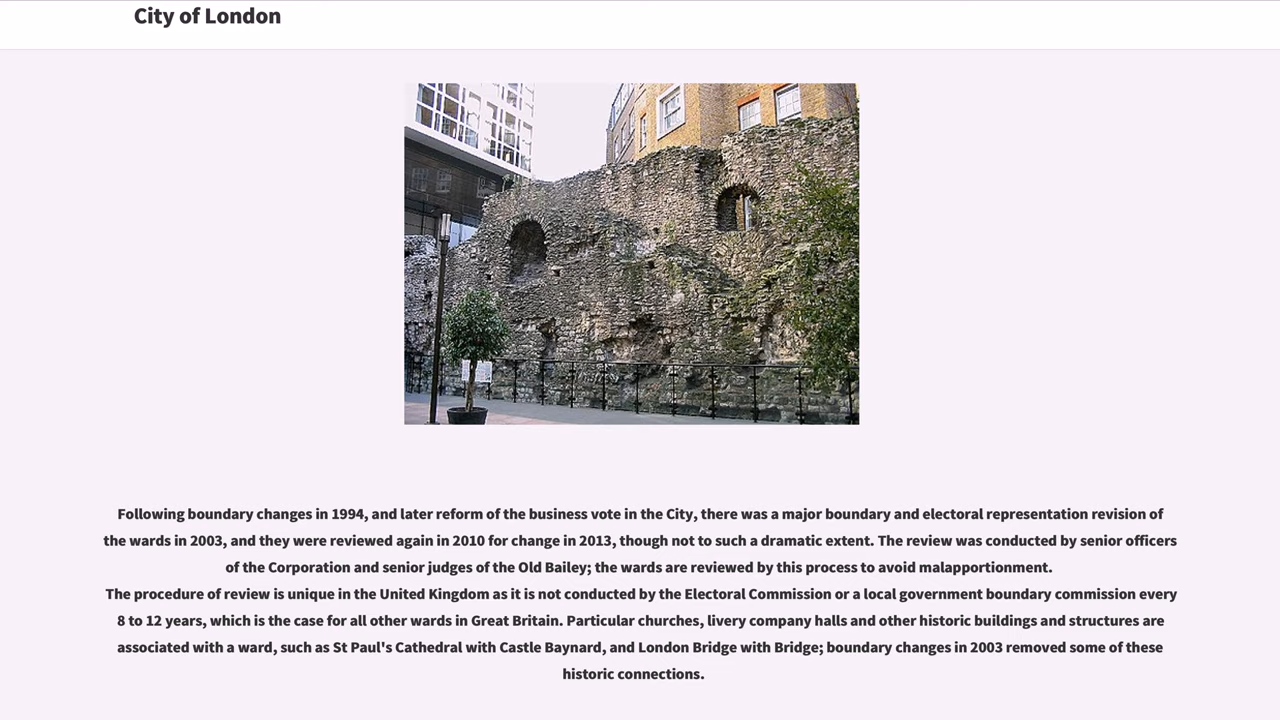 City of London
Following boundary changes in 1994, and later reform of the business vote in the City, there was a major boundary and electoral representation revision of
the wards in 2003, and they were reviewed again in 2010 for change in 2013, though not to such a dramatic extent. The review was conducted by senior officers
of the Corporation and senior judges of the Old Bailey; the wards are reviewed by this process to avoid malapportionment.
The procedure of review is unique in the United Kingdom as it is not conducted by the Electoral Commission or a local government boundary commission every
8 to 12 years, which is the case for all other wards in Great Britain. Particular churches, livery company halls and other historic buildings and structures are
associated with a ward, such as St Paul's Cathedral with Castle Baynard, and London Bridge with Bridge; boundary changes in 2003 removed some of these
historic connections.